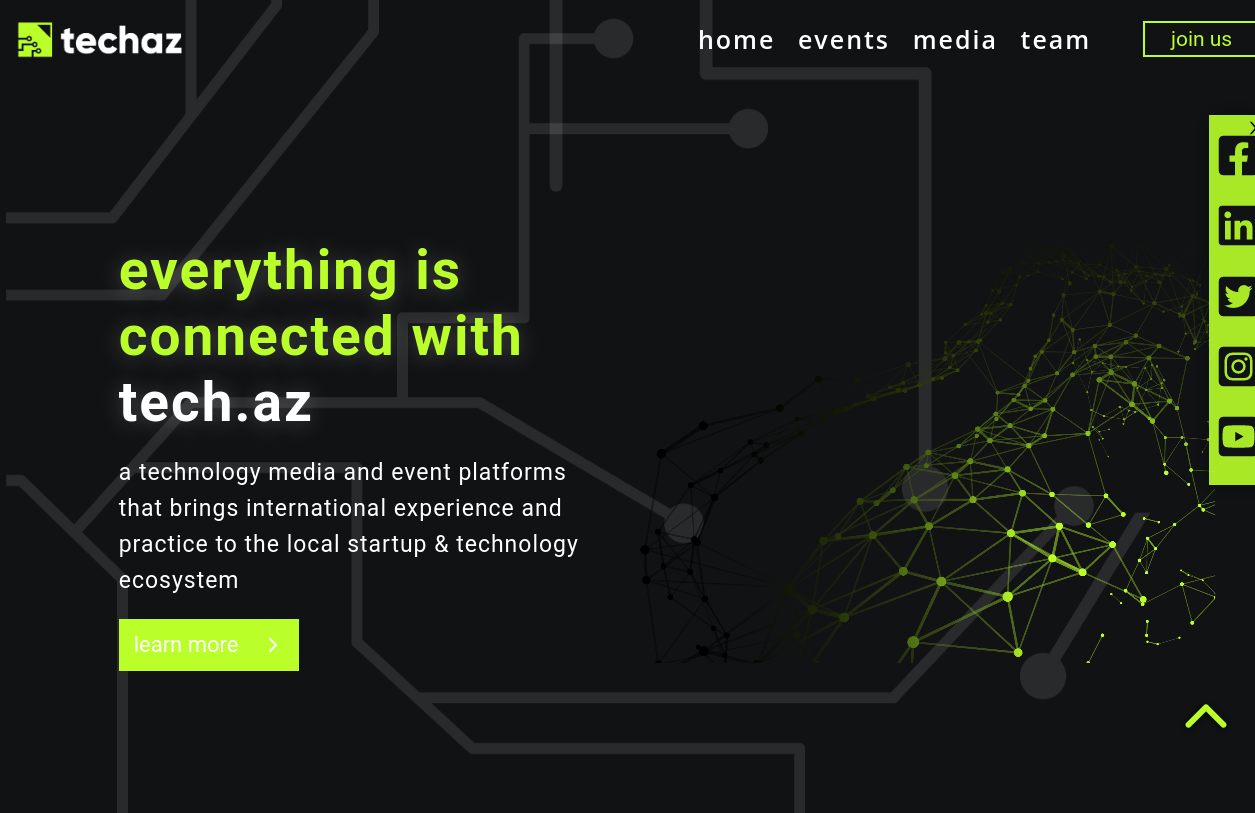 techaz
home events media team
join us
everything is
connected with
tech.az
a technology media and event platforms
that brings international experience and
practice to the local startup & technology
ecosystem
learn more